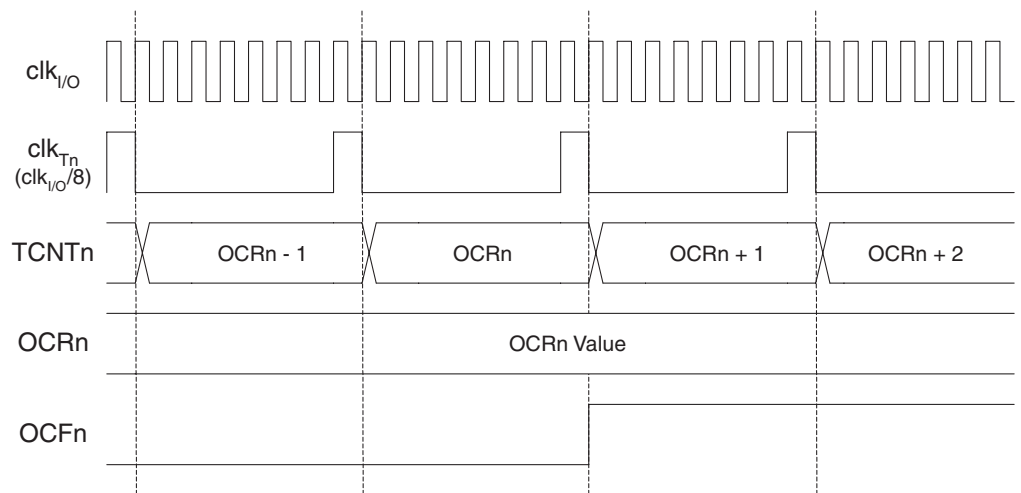 clkI/O
clkTn
(clkI/O/8)
TCNTn
OCRn - 1
OCRn
OCRn + 1
OCRn + 2
OCRn
OCRn Value
OCFn